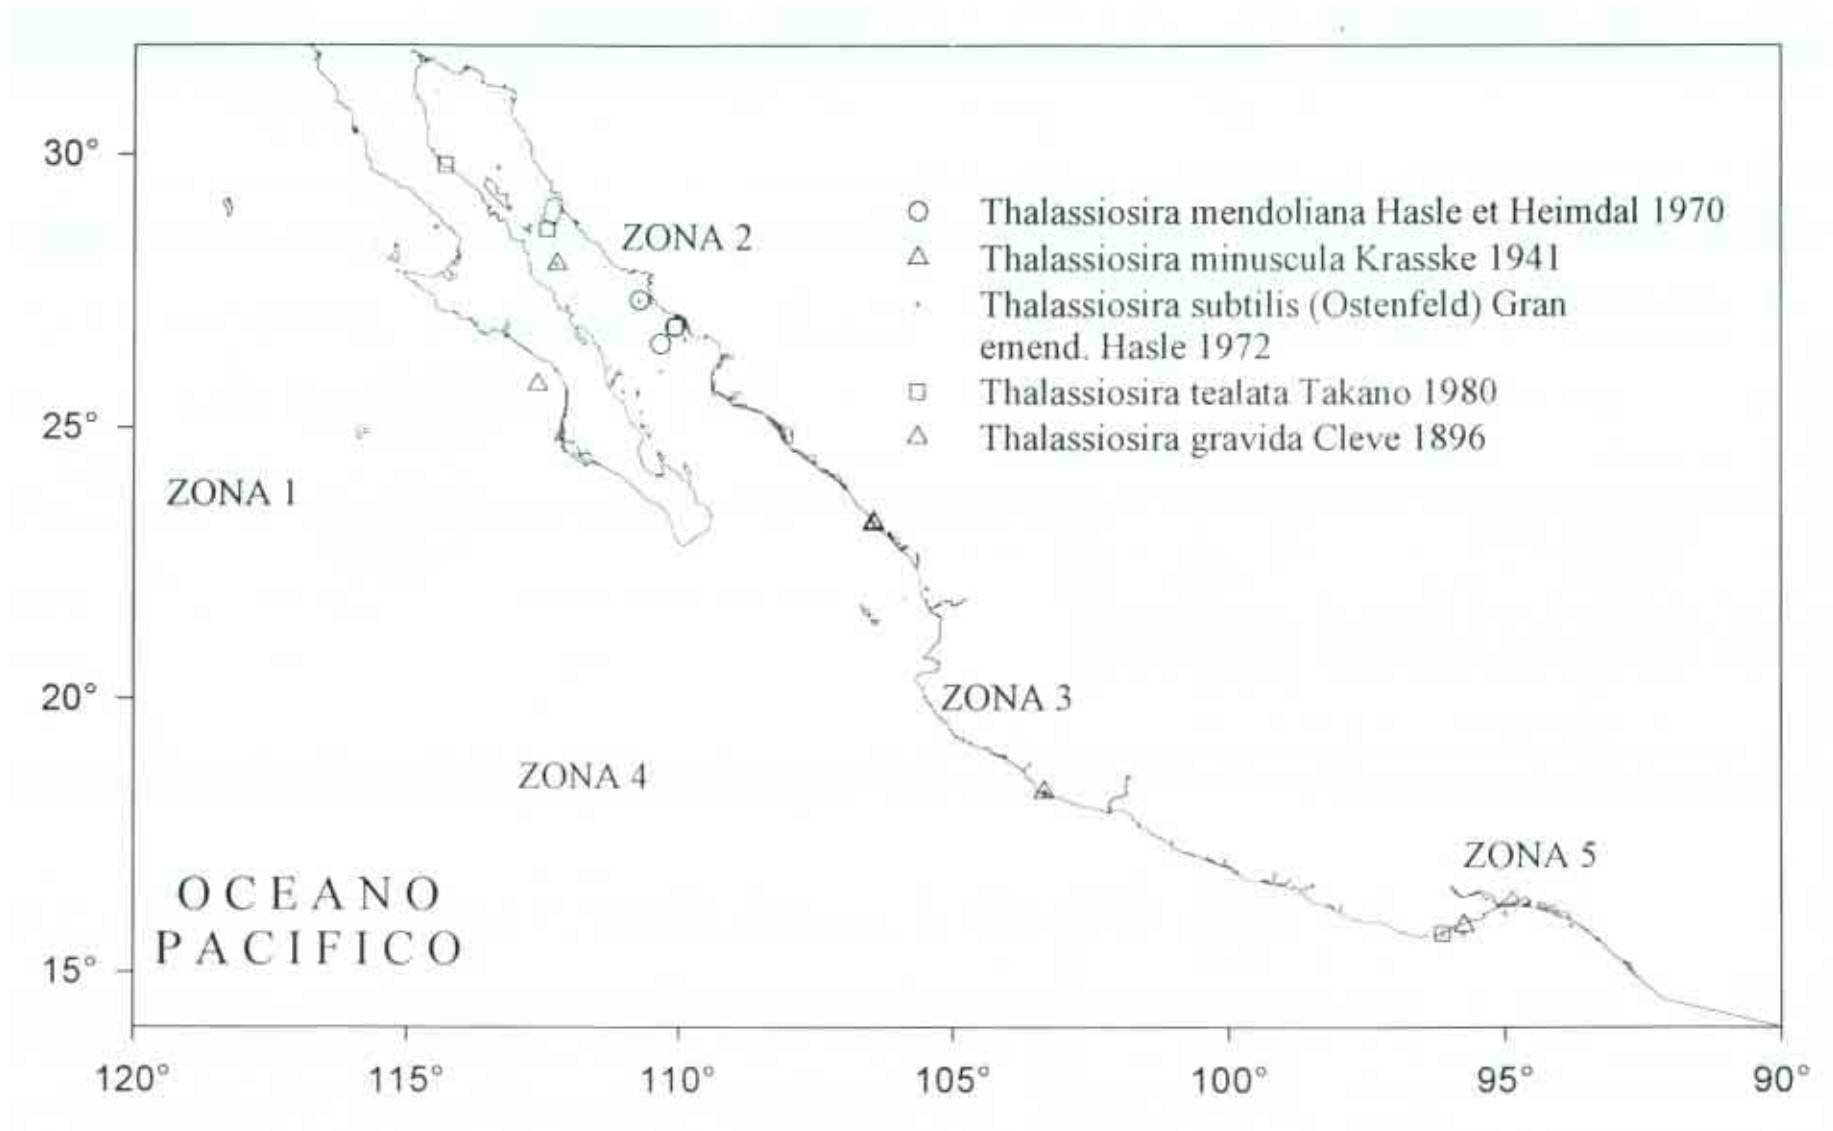 30°
25°
20°
15°
120°
115°
110°
105°
100°
95°
90°
ZONA 1
ZONA 2
ZONA 3
ZONA 4
ZONA 5
OCEANO
PACIFICO
Thalassiosira mendoliana Hasle et Heimdal 1970
Thalassiosira minuscula Krasske 1941
Thalassiosira subtilis (Ostenfeld) Gran
emend. Hasle 1972
Thalassiosira tealata Takano 1980
Thalassiosira gravida Cleve 1896